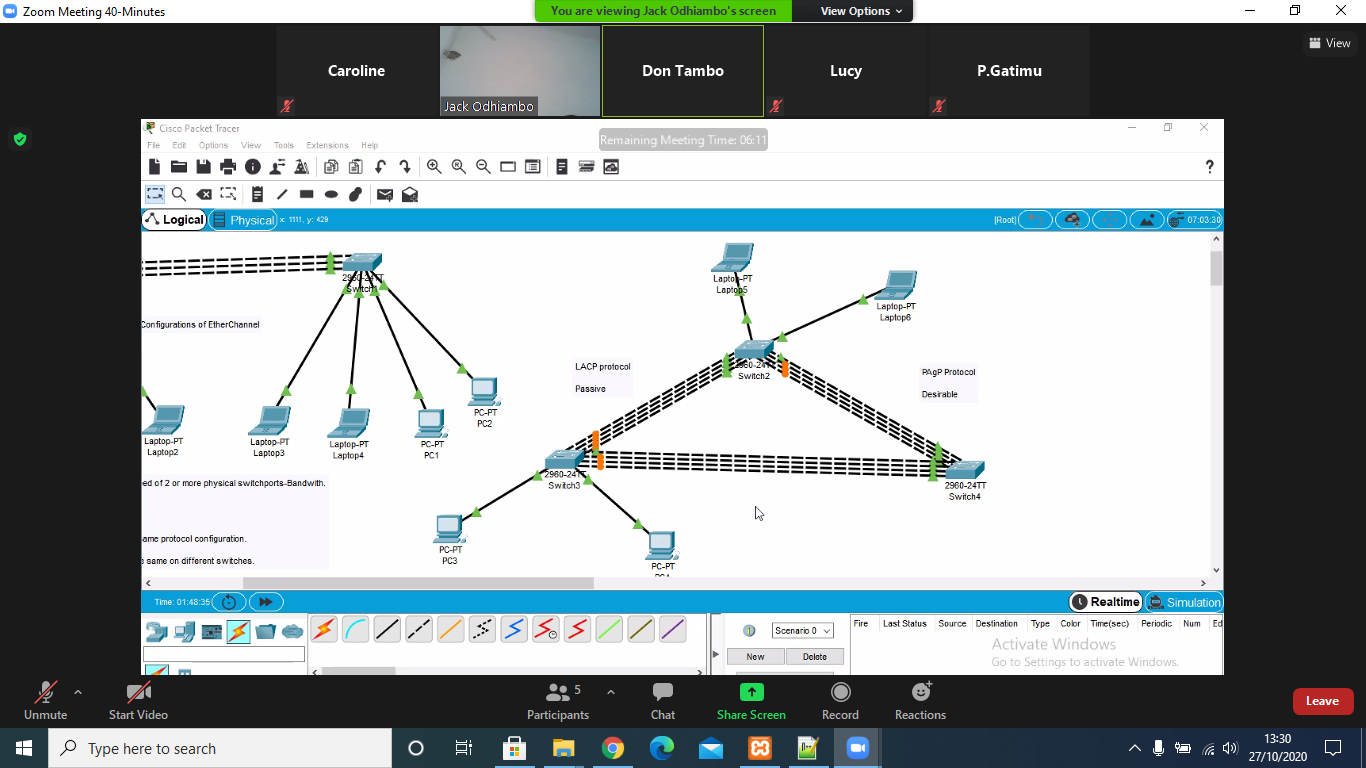 Zoom Meeting 40-Minutes
You are viewing Jack Odhiambo's screen
View Options
View
Caroline
Jack Odhiambo
Don Tambo
Lucy
P.Gatimu
Cisco Packet Tracer
Remaining Meeting Time: 06:11
File Edit Options View Tools Extensions Help
?
Logical
Physical
x: 1111, y: 429
[Root]
07:03:30
2960-24TT
Switch1
Laptop-PT
Laptop5
Laptop-PT
Laptop6
Configurations of EtherChannel
LACP protocol
Passive
2960-24TT
Switch2
PAgP Protocol
Desirable
Laptop-PT
Laptop2
Laptop-PT
Laptop3
Laptop-PT
Laptop4
PC-PT
PC1
PC-PT
PC2
2960-24TT
Switch3
2960-24TT
Switch4
eed of 2 or more physical switchports-Bandwith.
ame protocol configuration.
e same on different switches.
PC-PT
PC3
PC-PT
Time: 01:48:35
Realtime
Simulation
Scenario 0
New
Delete
Fire Last Status Source Destination Type Color Time(sec) Periodic Num Ed
Activate Windows
Go to Settings to activate Windows.
Unmute
Start Video
5
Participants
Chat
Share Screen
Record
Reactions
Leave
Type here to search
13:30
27/10/2020